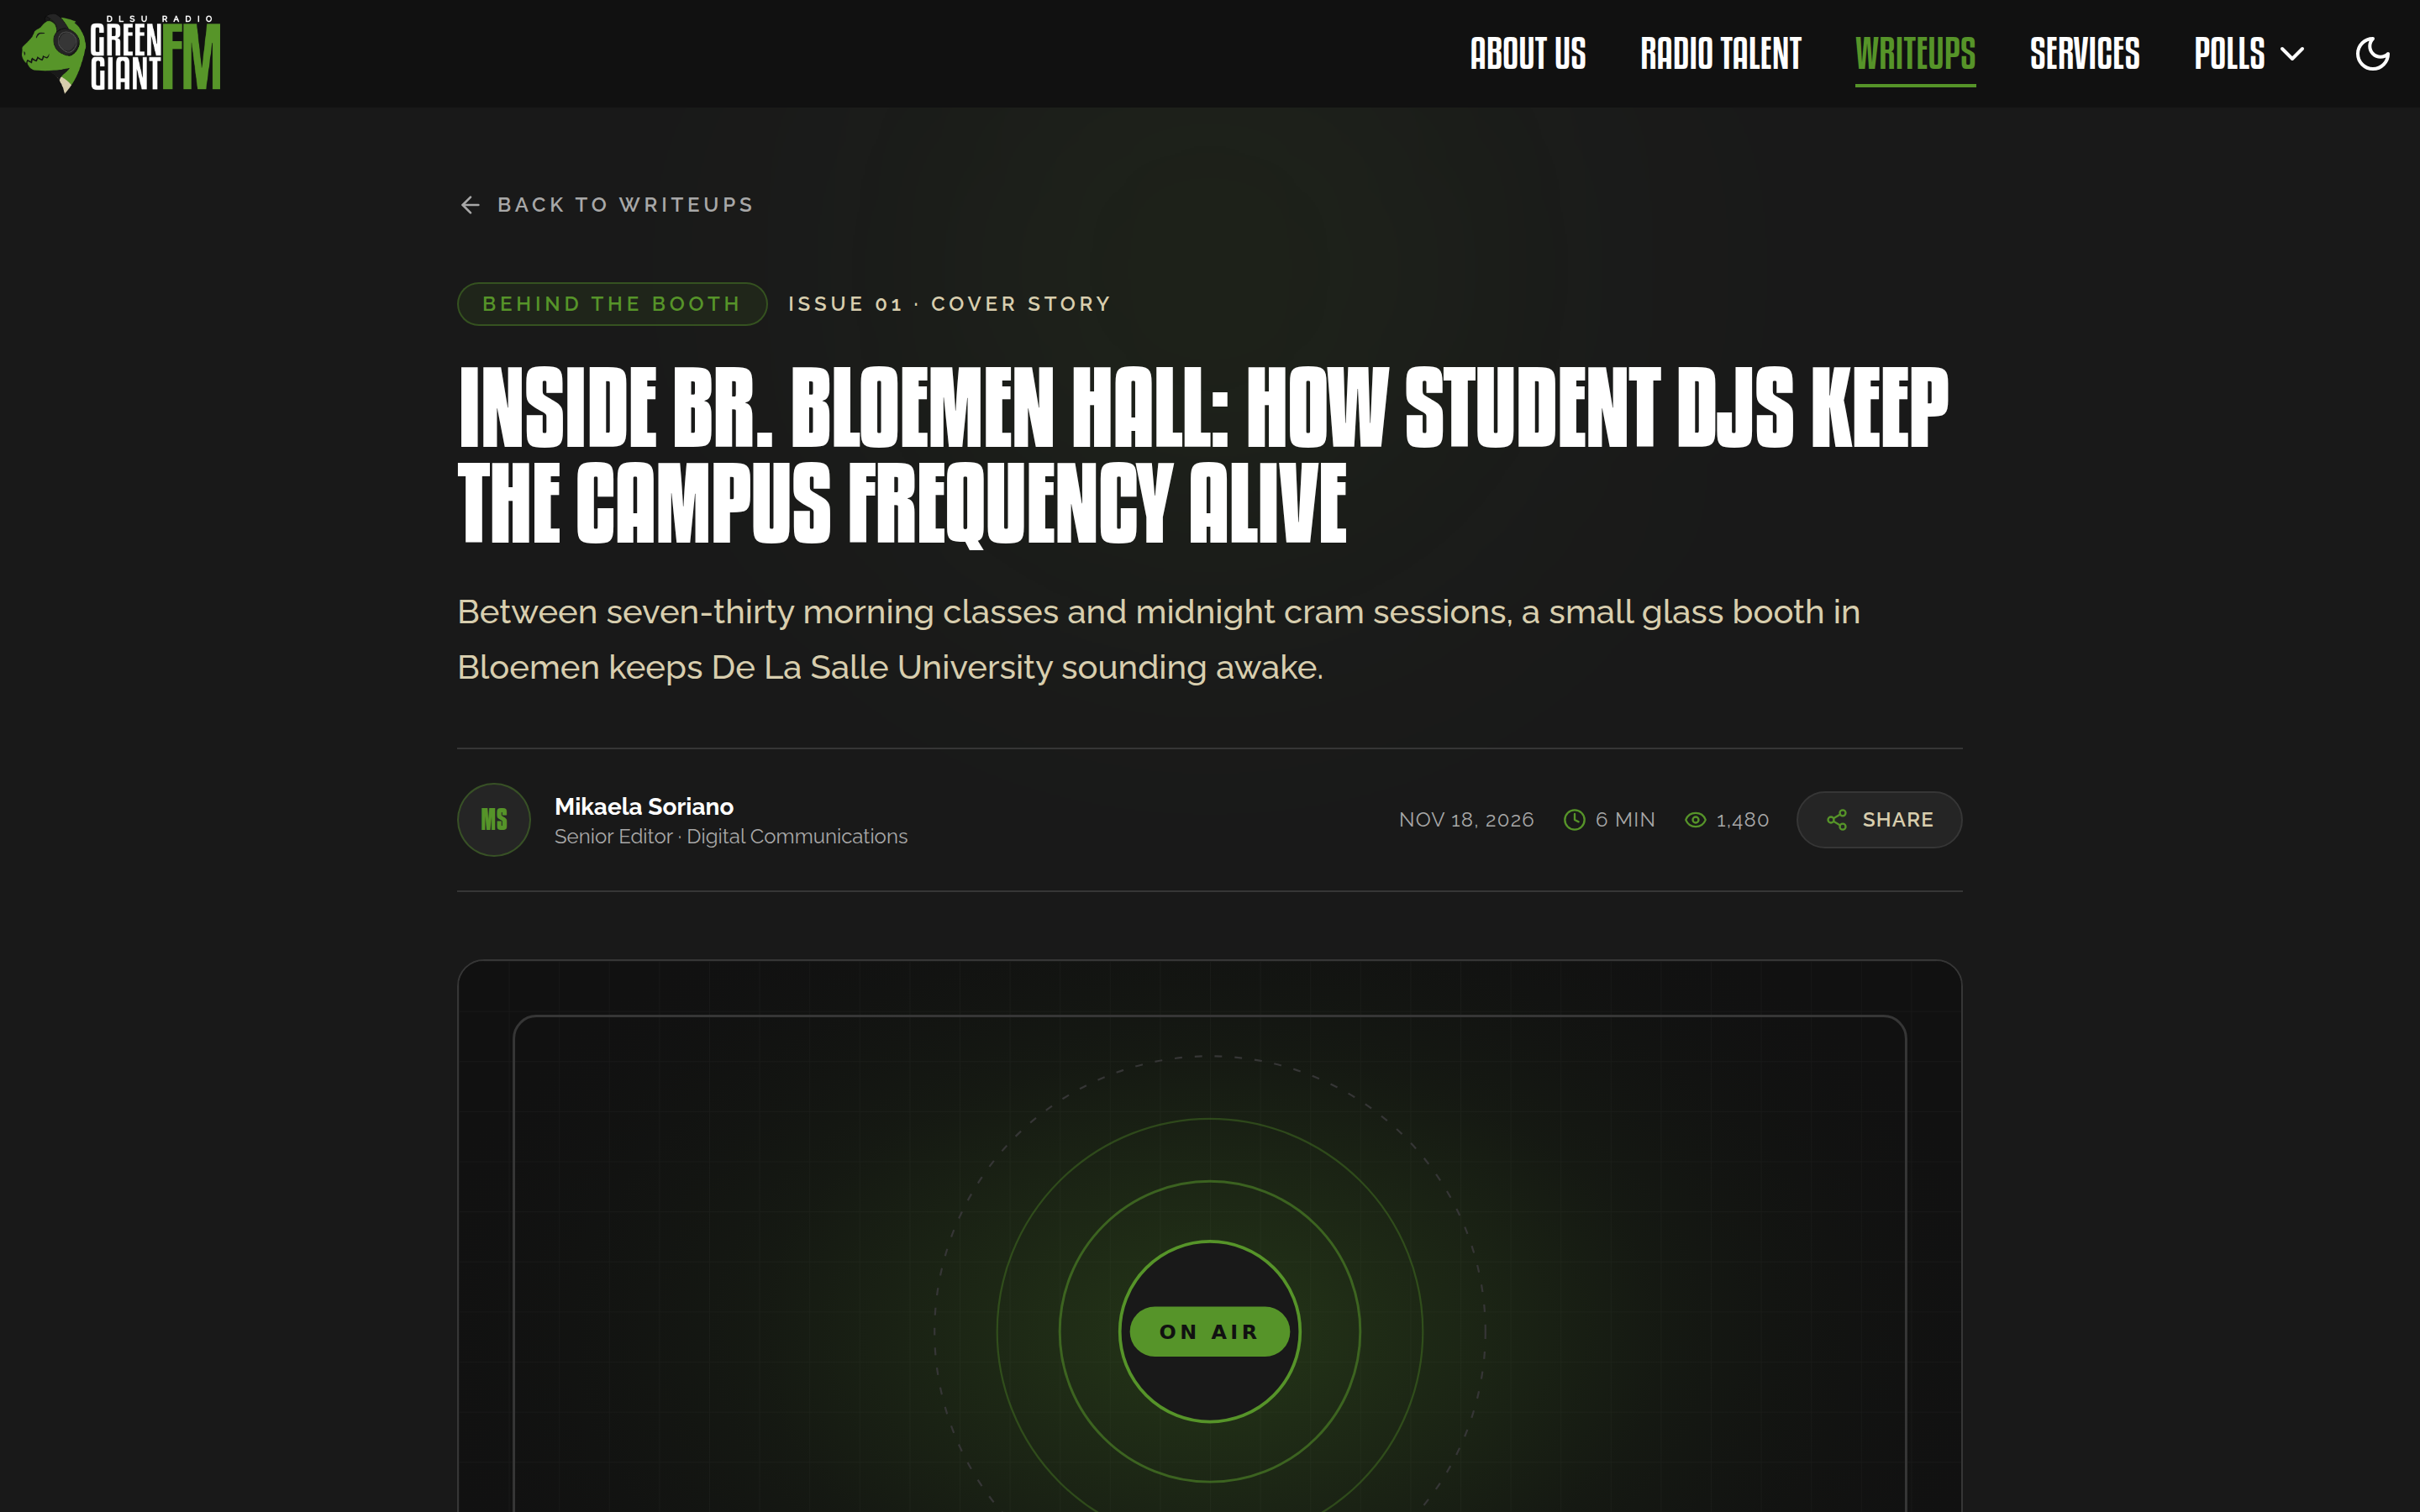 DLSU RADIO
GREEN GIANT FM
ABOUT US
RADIO TALENT
WRITEUPS
SERVICES
POLLS
BACK TO WRITEUPS
BEHIND THE BOOTH
ISSUE 01 · COVER STORY
INSIDE BR. BLOEMEN HALL: HOW STUDENT DJS KEEP
THE CAMPUS FREQUENCY ALIVE
Between seven-thirty morning classes and midnight cram sessions, a small glass booth in
Bloemen keeps De La Salle University sounding awake.
MS
Mikaela Soriano
Senior Editor · Digital Communications
NOV 18, 2026
6 MIN
1,480
SHARE
ON AIR